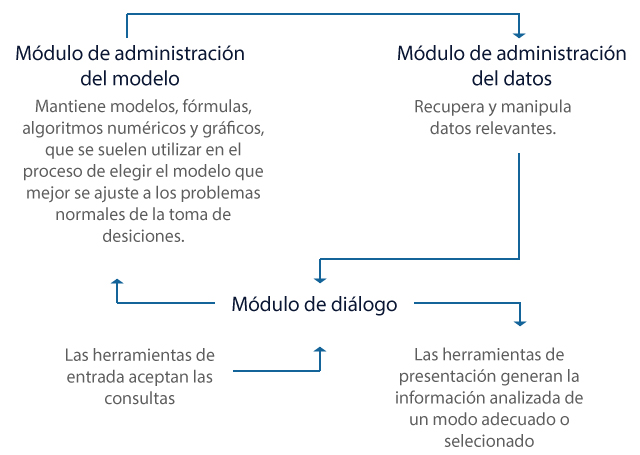 Módulo de administración
del modelo
Mantiene modelos, fórmulas,
algoritmos numéricos y gráficos,
que se suelen utilizar en el
proceso de elegir el modelo que
mejor se ajuste a los problemas
normales de la toma de
desiciones.
Módulo de administración
del datos
Recupera y manipula
datos relevantes.
Módulo de diálogo
Las herramientas de
entrada aceptan las
consultas
Las herramientas de
presentación generan la
información analizada de
un modo adecuado o
selecionado